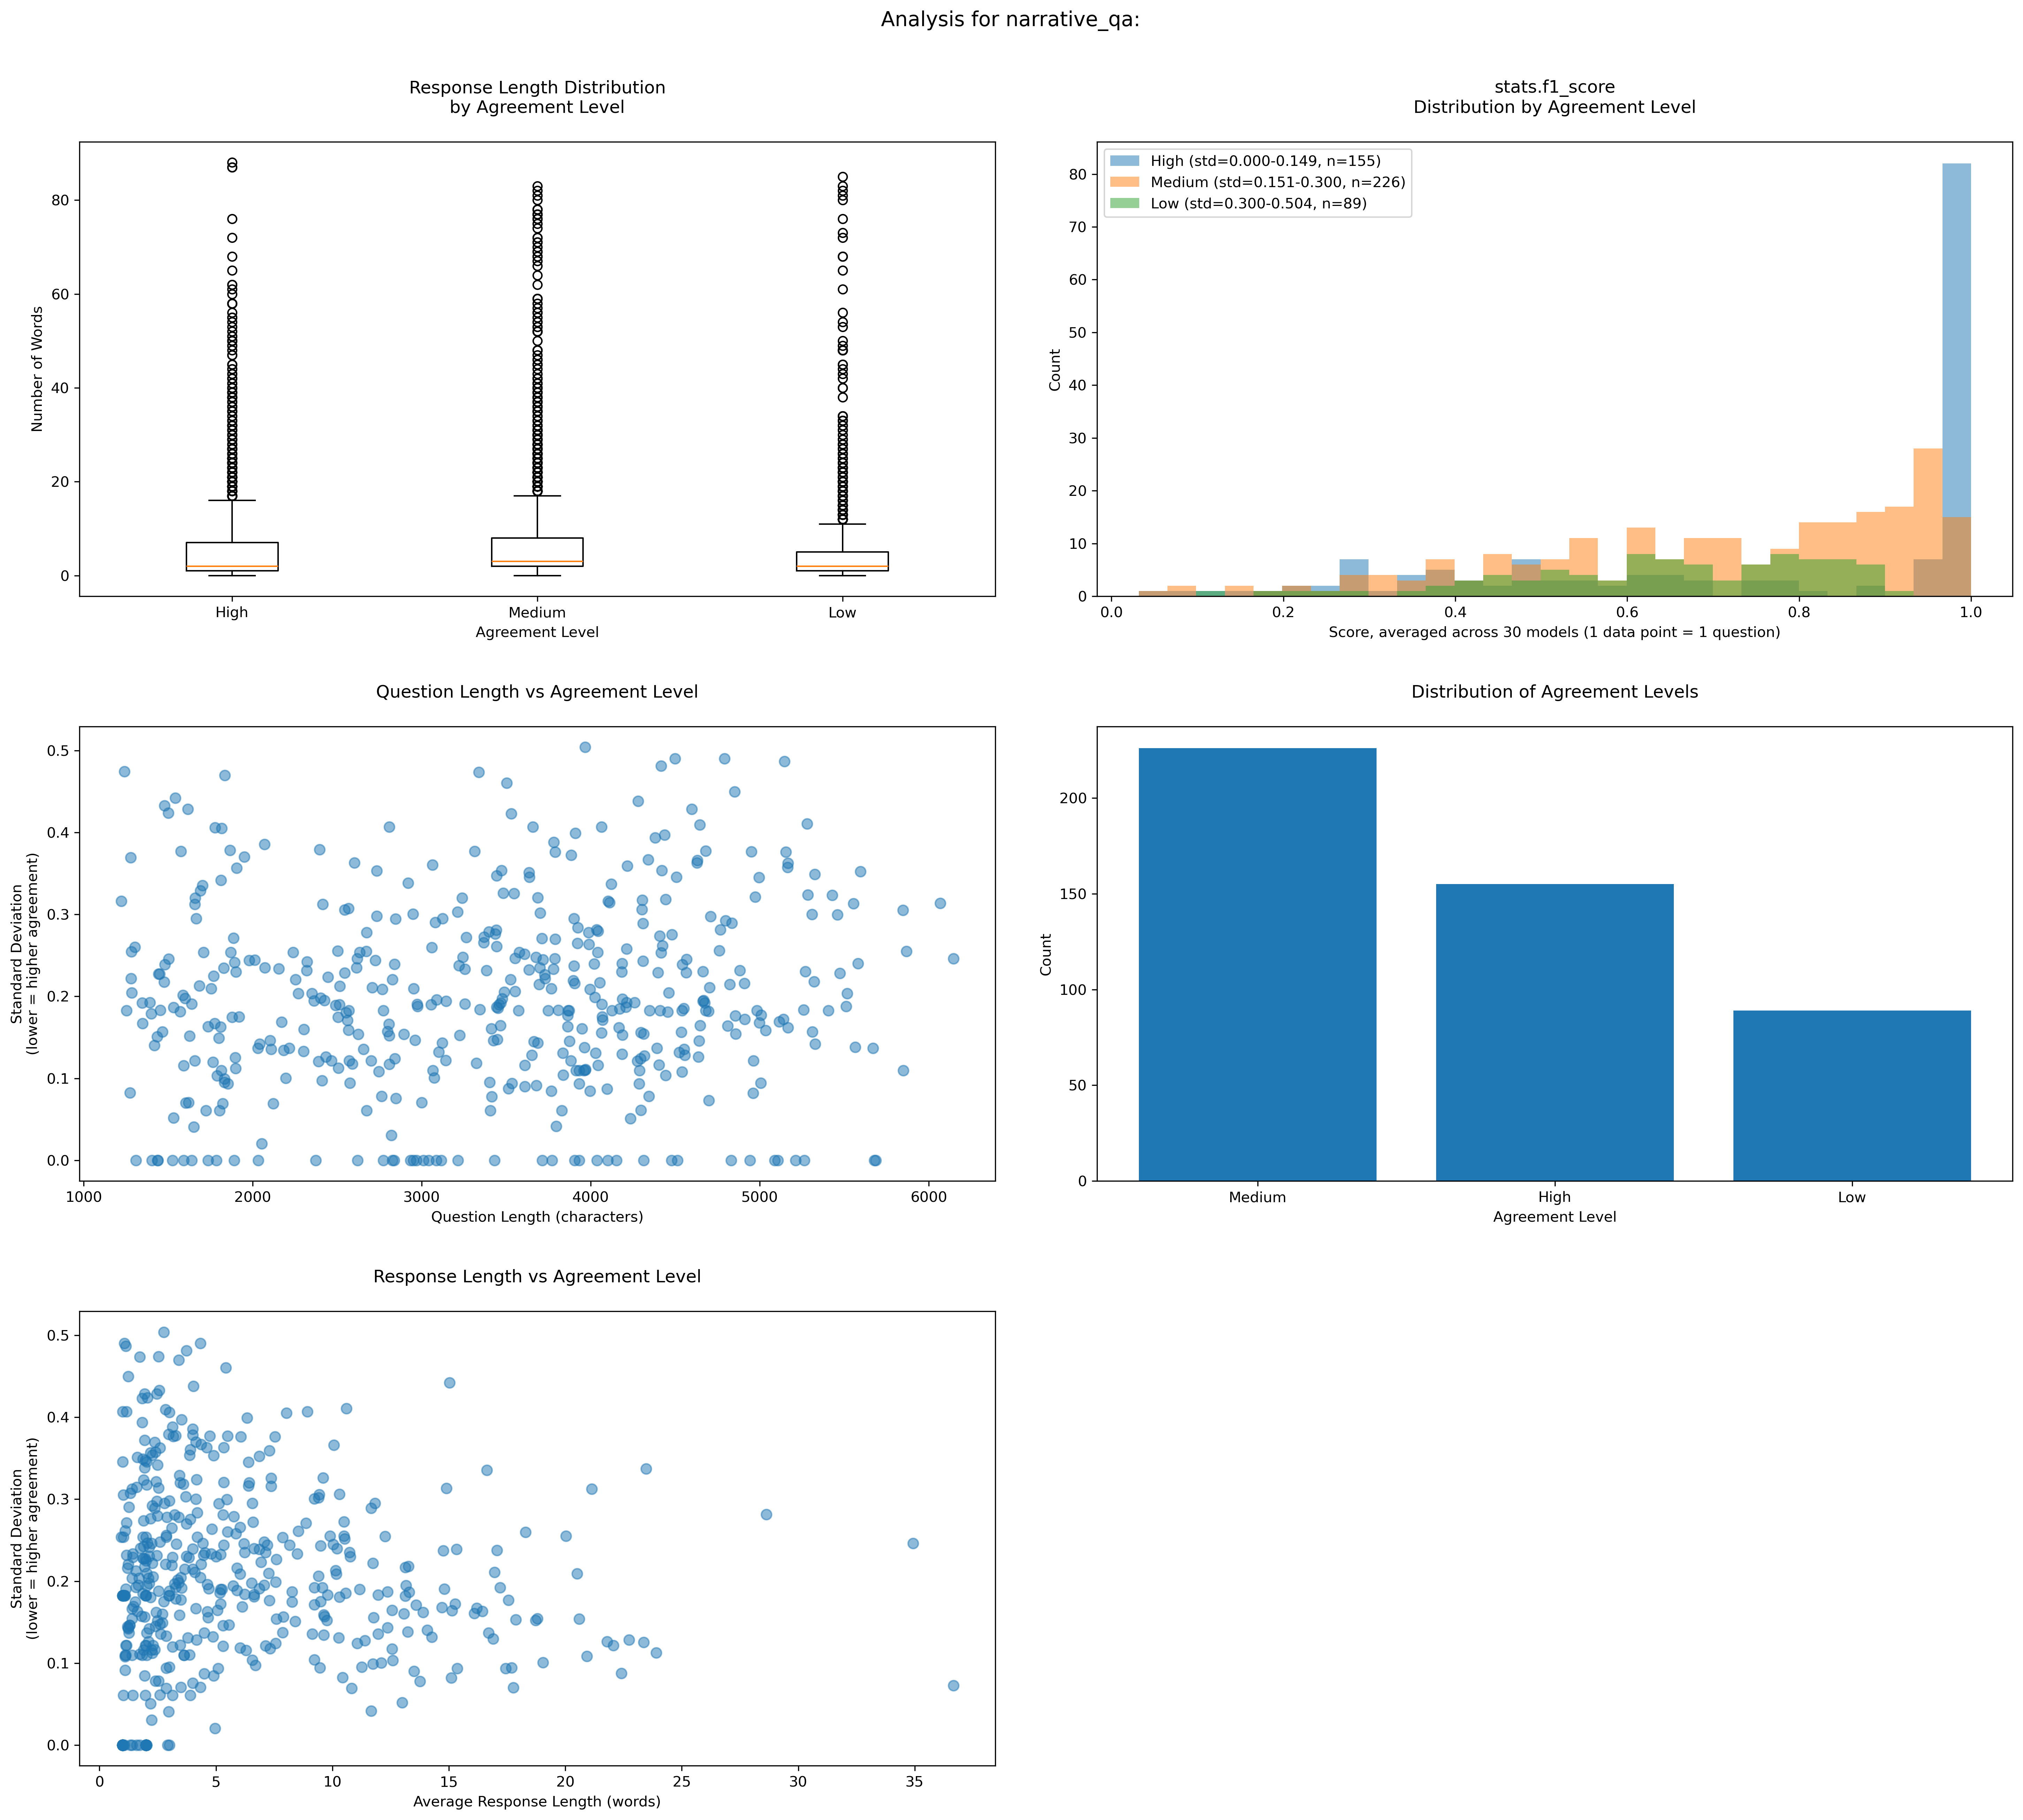 Analysis for narrative_qa:
Response Length Distribution
by Agreement Level
Number of Words
0
20
40
60
80
High
Medium
Low
Agreement Level
stats.f1_score
Distribution by Agreement Level
High (std=0.000-0.149, n=155)
Medium (std=0.151-0.300, n=226)
Low (std=0.300-0.504, n=89)
Count
0
10
20
30
40
50
60
70
80
0.0
0.2
0.4
0.6
0.8
1.0
Score, averaged across 30 models (1 data point = 1 question)
Question Length vs Agreement Level
Standard Deviation
(lower = higher agreement)
0.0
0.1
0.2
0.3
0.4
0.5
1000
2000
3000
4000
5000
6000
Question Length (characters)
Distribution of Agreement Levels
Count
0
50
100
150
200
Medium
High
Low
Agreement Level
Response Length vs Agreement Level
Standard Deviation
(lower = higher agreement)
0.0
0.1
0.2
0.3
0.4
0.5
0
5
10
15
20
25
30
35
Average Response Length (words)